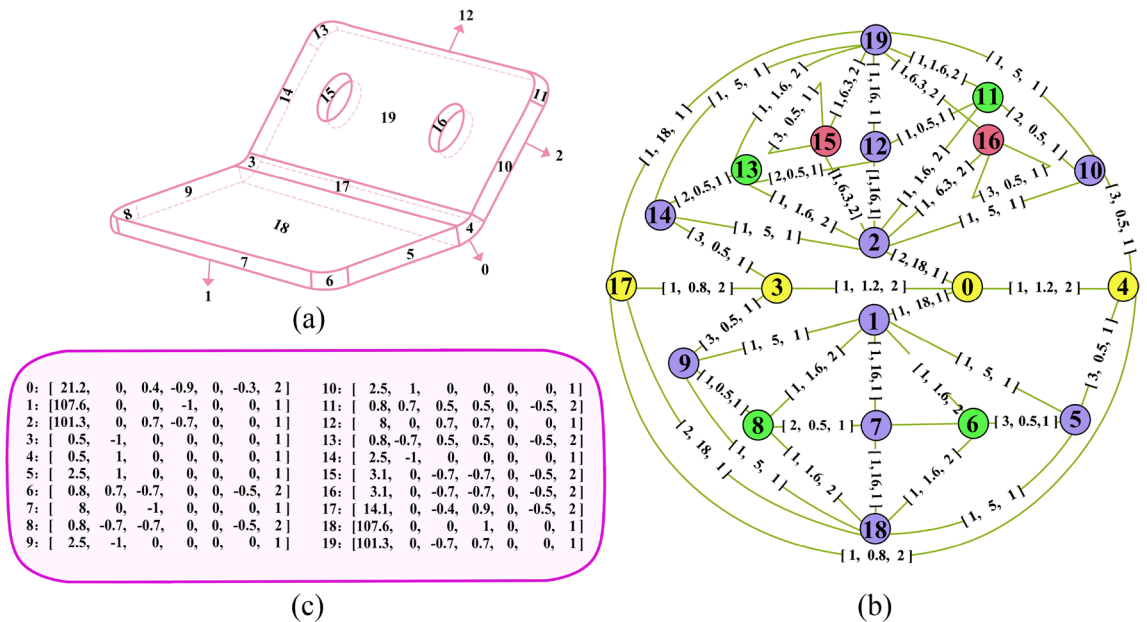 12
13
14
15
16
11
19
10
2
3
17
9
8
18
4
5
0
7
6
1
(a)
0: [ 21.2, 0, 0.4, -0.9, 0, -0.3, 2]
1: [107.6, 0, 0, -1, 0, 0, 1]
2: [101.3, 0, 0.7, -0.7, 0, 0, 1]
3: [ 0.5, -1, 0, 0, 0, 0, 1]
4: [ 0.5, 1, 0, 0, 0, 0, 1]
5: [ 2.5, 1, 0, 0, 0, 0, 1]
6: [ 0.8, 0.7, -0.7, 0, 0, -0.5, 2]
7: [ 8, 0, -1, 0, 0, 0, 1]
8: [ 0.8, -0.7, -0.7, 0, 0, -0.5, 2]
9: [ 2.5, -1, 0, 0, 0, 0, 1]
10: [ 2.5, 1, 0, 0, 0, 0, 1]
11: [ 0.8, 0.7, 0.5, 0.5, 0, -0.5, 2]
12: [ 8, 0, 0.7, 0.7, 0, 0, 1]
13: [ 0.8, -0.7, 0.5, 0.5, 0, -0.5, 2]
14: [ 2.5, -1, 0, 0, 0, 0, 1]
15: [ 3.1, 0, -0.7, -0.7, 0, -0.5, 2]
16: [ 3.1, 0, -0.7, -0.7, 0, -0.5, 2]
17: [ 14.1, 0, -0.4, 0.9, 0, -0.5, 2]
18: [107.6, 0, 0, 1, 0, 0, 1]
19: [101.3, 0, -0.7, 0.7, 0, 0, 1]
(c)
19
[1, 18, 1]
[1, 5, 1]
[1, 1.6, 2]
[3, 0.5, 1]
[1,6.3,2]
[1,16, 1]
[1,6.3, 2]
[1,1.6,2]
[1, 5, 1]
11
15
12
[1, 0.5,1]
16
[2, 0.5, 1]
13
[2,0.5,1]
[2,0.5,1]
10
14
[1, 1.6, 2]
[1,6.3,2]
[1,16,1]
[1, 1.6, 2]
[1, 6.3, 2]
[3, 0.5, 1]
[3, 0.5, 1]
[1, 5, 1]
2
[1, 5, 1]
[3, 0.5, 1]
[2, 18, 1]
17
[1, 0.8, 2]
3
[1, 1.2, 2]
0
[1, 1.2, 2]
4
[3, 0.5, 1]
[1, 18,1]
1
[3, 0.5, 1]
9
[1, 5, 1]
[1, 1.6, 2]
[1,16,1]
[1, 1.6, 2]
[1, 5, 1]
[1,0.5,1]
8
[2, 0.5, 1]
7
6
[3, 0.5,1]
5
[2, 18, 1]
[1, 5, 1]
[1, 1.6, 2]
[1,16,1]
[1, 1.6, 2]
[1, 5, 1]
18
[1, 0.8, 2]
(b)